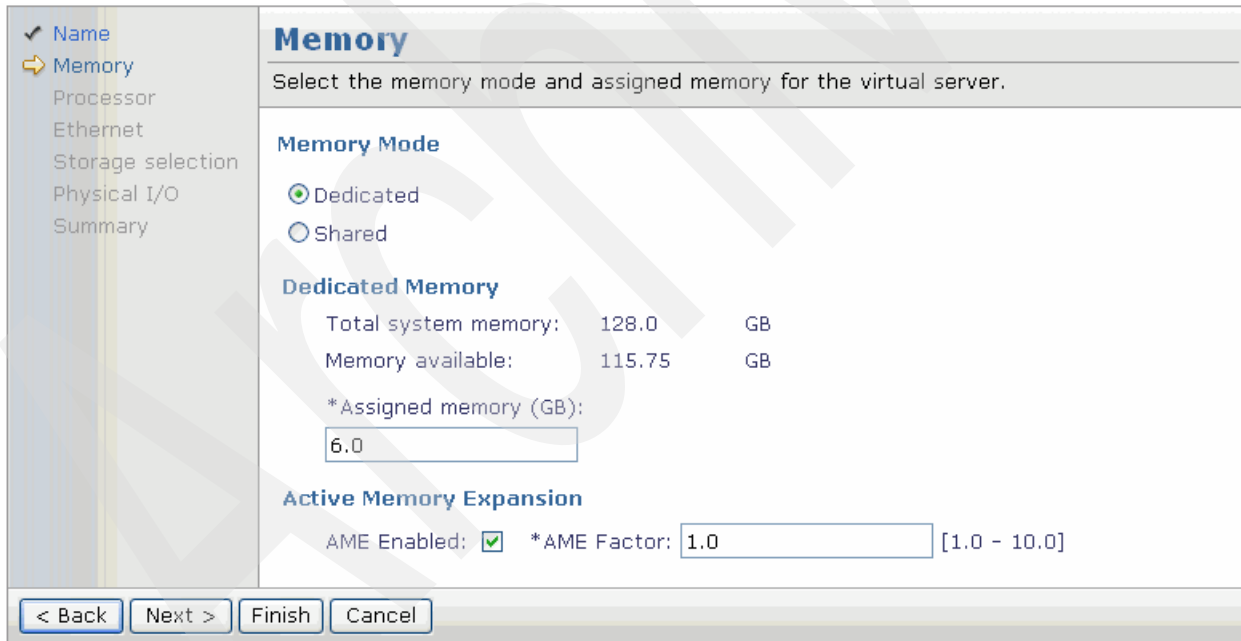 Name
Memory
Processor
Ethernet
Storage selection
Physical I/O
Summary
Memory
Select the memory mode and assigned memory for the virtual server.
Memory Mode
Dedicated
Shared
Dedicated Memory
Total system memory: 128.0 GB
Memory available: 115.75 GB
*Assigned memory (GB):
6.0
Active Memory Expansion
AME Enabled: *AME Factor: 1.0 [1.0 - 10.0]
< Back Next > Finish Cancel